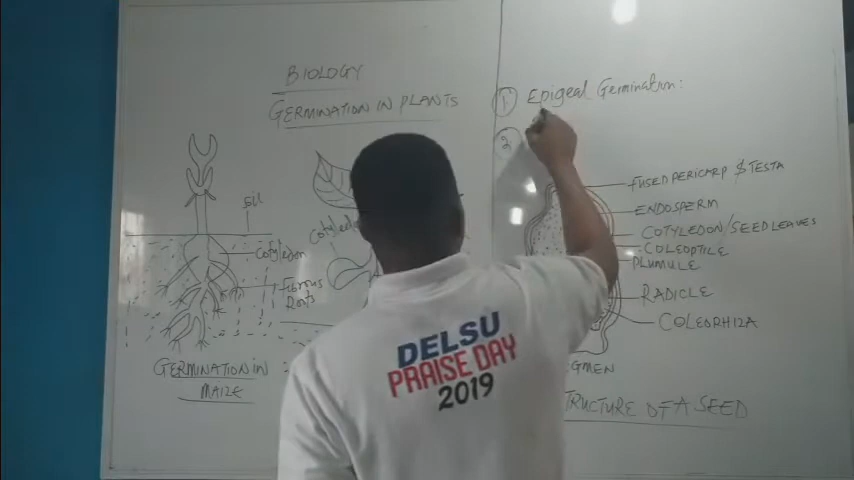 BIOLOGY
GERMINATION IN PLANTS
Soil
Cotyledon
Fibrous
Roots
GERMINATION IN
MAIZE
Cotyledon
1 Epigeal Germination:
2
FUSED PERICARP & TESTA
ENDOSPERM
COTYLEDON/SEED LEAVES
COLEOPTILE
PLUMULE
RADICLE
COLEORHIZA
GMEN
TRUCTURE OF A SEED
DELSU
PRAISE DAY
2019